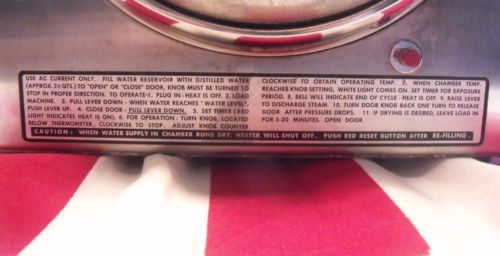 USE AC CURRENT ONLY. FILL WATER RESERVOIR WITH DISTILLED WATER
(APPROX. 3½ QTS.) TO "OPEN" OR "CLOSE" DOOR, KNOB MUST BE TURNED TO
STOP IN PROPER DIRECTION. TO OPERATE-1. PLUG IN - HEAT IS OFF. 2. LOAD
MACHINE. 3. PULL LEVER DOWN - WHEN WATER REACHES "WATER LEVEL",
PUSH LEVER UP. 4. CLOSE DOOR - PULL LEVER DOWN. 5. SET TIMER (RED
LIGHT INDICATES HEAT IS ON). 6. FOR OPERATION: TURN KNOB, LOCATED
BELOW THERMOMETER, CLOCKWISE TO STOP. ADJUST KNOB COUNTER
CLOCKWISE TO OBTAIN OPERATING TEMP. 7. WHEN CHAMBER TEMP
REACHES KNOB SETTING, WHITE LIGHT COMES ON. SET TIMER FOR EXPOSURE
PERIOD. 8. BELL WILL INDICATE END OF CYCLE - HEAT IS OFF. 9. RAISE LEVER
TO DISCHARGE STEAM. 10. TURN DOOR KNOB BACK ONE TURN TO RELEASE
DOOR AFTER PRESSURE DROPS. 11. IF DRYING IS DESIRED, LEAVE LOAD IN
FOR 5-20 MINUTES. OPEN DOOR.
CAUTION: WHEN WATER SUPPLY IN CHAMBER RUNS DRY, HEATER WILL SHUT OFF. PUSH RED RESET BUTTON AFTER RE-FILLING.